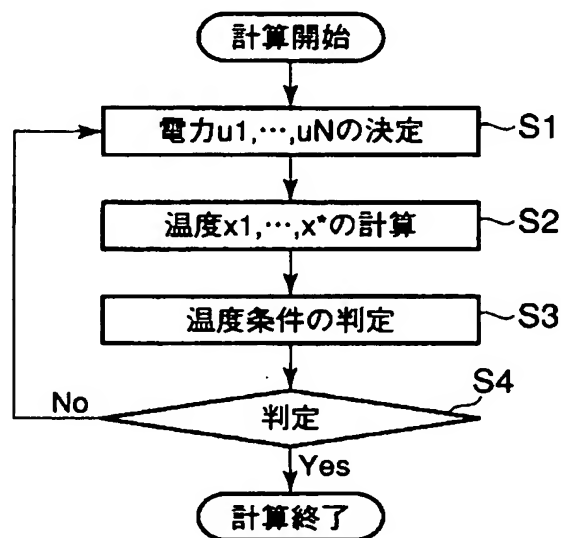 計算開始
電力u1,…,uNの決定
S1
温度x1,…,x*の計算
S2
温度条件の判定
S3
S4
No
判定
Yes
計算終了